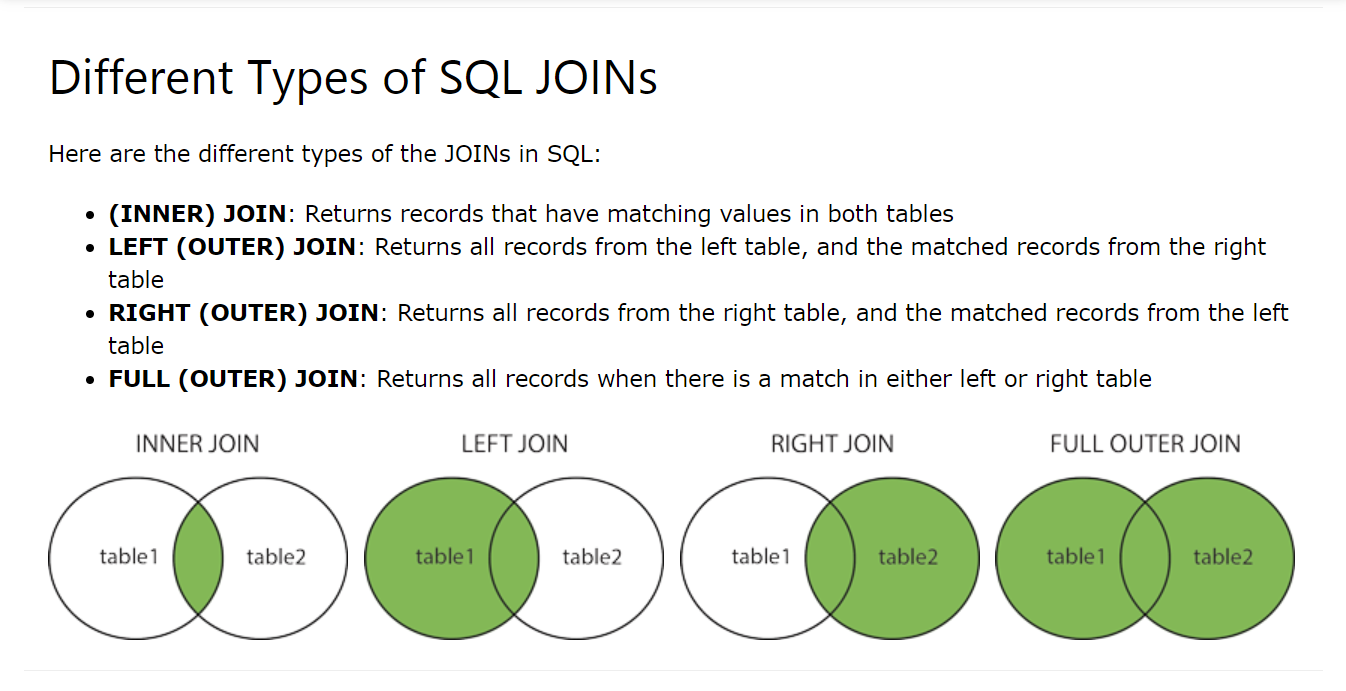 Different Types of SQL JOINs
Here are the different types of the JOINs in SQL:
(INNER) JOIN: Returns records that have matching values in both tables
LEFT (OUTER) JOIN: Returns all records from the left table, and the matched records from the right
table
RIGHT (OUTER) JOIN: Returns all records from the right table, and the matched records from the left
table
FULL (OUTER) JOIN: Returns all records when there is a match in either left or right table
INNER JOIN LEFT JOIN RIGHT JOIN FULL OUTER JOIN
table1 table2 table1 table2 table1 table2 table1 table2